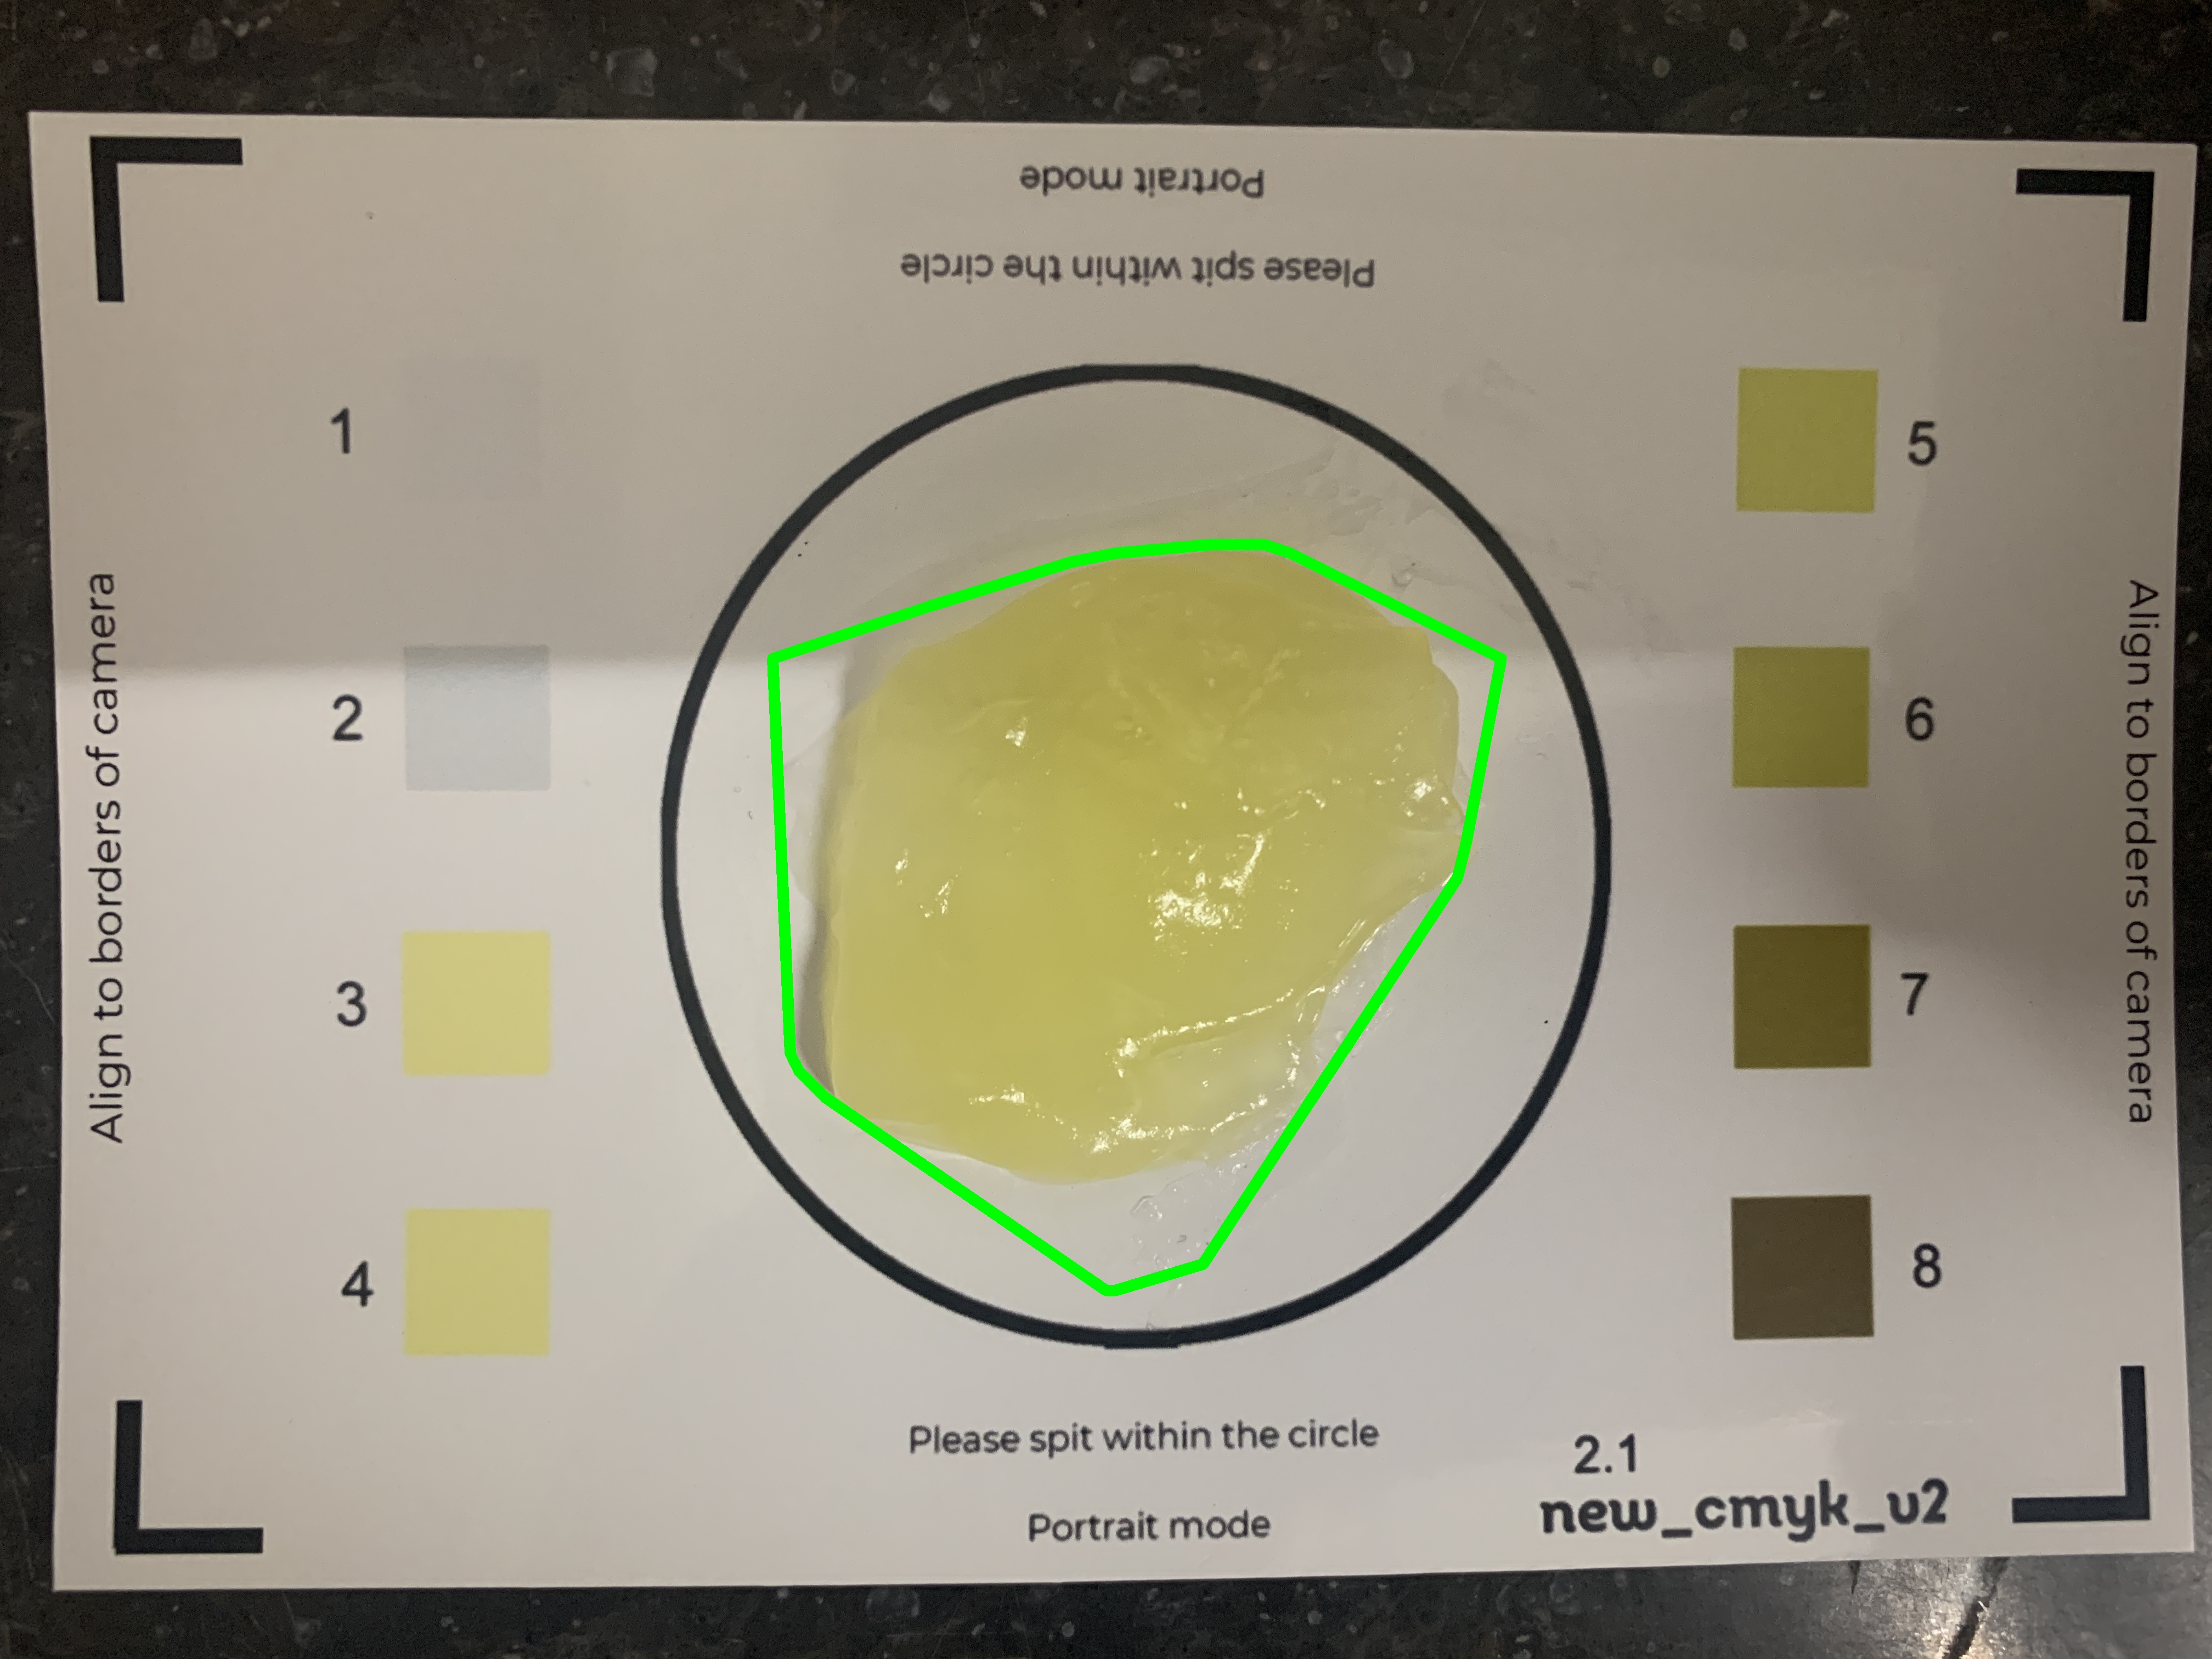 Portrait mode
Please spit within the circle
1
2
3
4
5
6
7
8
Align to borders of camera
Align to borders of camera
Please spit within the circle
Portrait mode
2.1
new_cmyk_v2